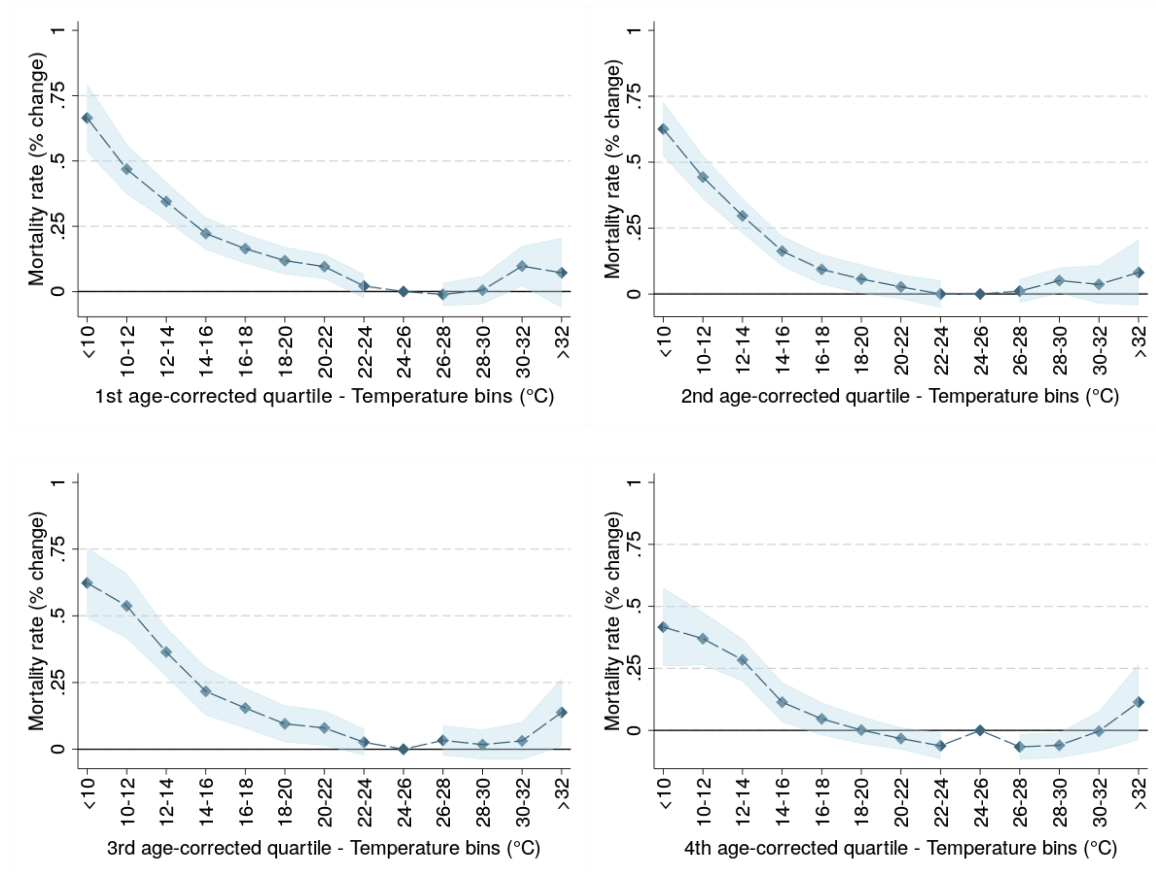 Mortality rate (% change)
1
.75
.5
.25
0
<10 10-12 12-14 14-16 16-18 18-20 20-22 22-24 24-26 26-28 28-30 30-32 >32
1st age-corrected quartile - Temperature bins (°C)
Mortality rate (% change)
1
.75
.5
.25
0
<10 10-12 12-14 14-16 16-18 18-20 20-22 22-24 24-26 26-28 28-30 30-32 >32
2nd age-corrected quartile - Temperature bins (°C)
Mortality rate (% change)
1
.75
.5
.25
0
<10 10-12 12-14 14-16 16-18 18-20 20-22 22-24 24-26 26-28 28-30 30-32 >32
3rd age-corrected quartile - Temperature bins (°C)
Mortality rate (% change)
1
.75
.5
.25
0
<10 10-12 12-14 14-16 16-18 18-20 20-22 22-24 24-26 26-28 28-30 30-32 >32
4th age-corrected quartile - Temperature bins (°C)